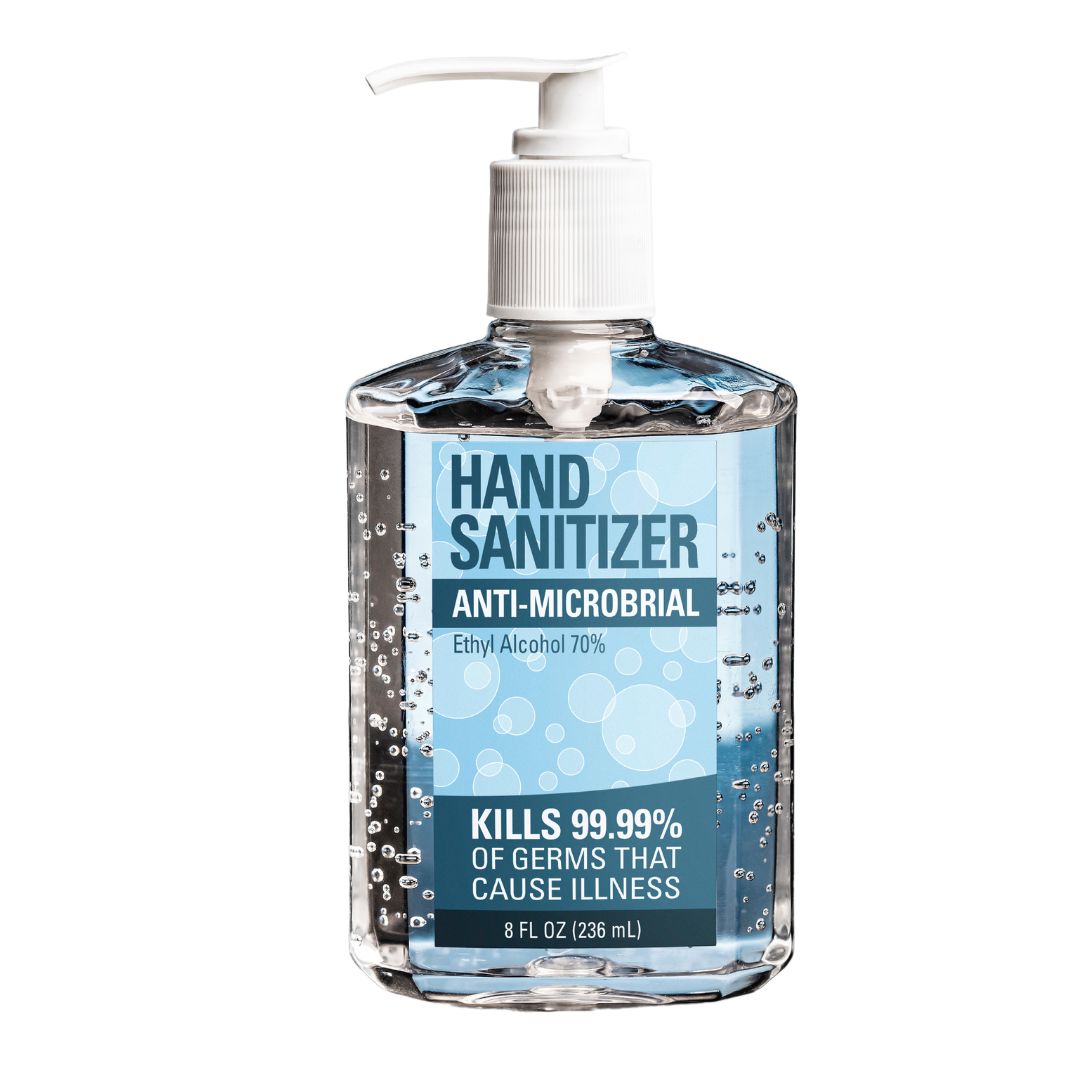 HAND
SANITIZER
ANTI-MICROBRIAL
Ethyl Alcohol 70%
KILLS 99.99%
OF GERMS THAT
CAUSE ILLNESS
8 FL OZ (236 mL)